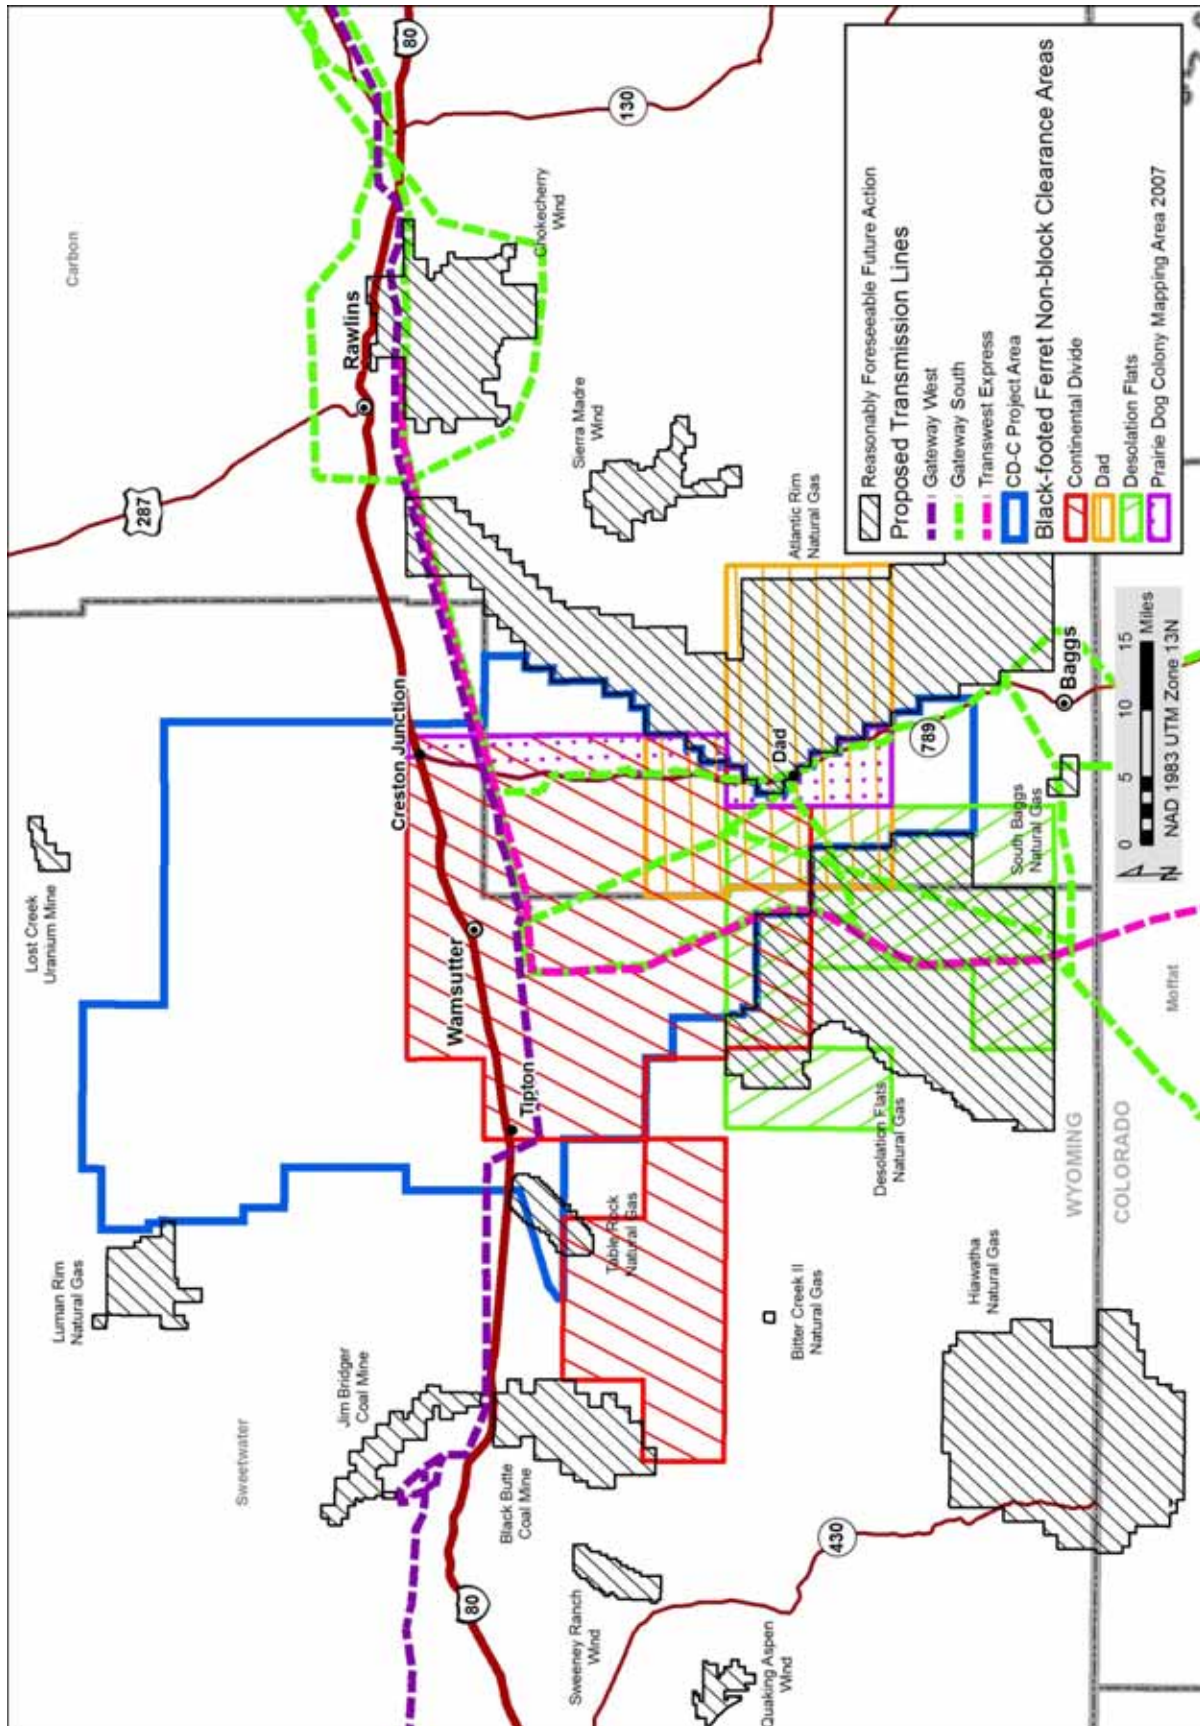 Carbon
Lost Creek
Uranium Mine
287
80
Rawlins
130
Luman Rim
Natural Gas
Sweetwater
Jim Bridger
Coal Mine
Creston Junction
Wamsutter
Tipton
Chokecherry
Wind
80
Black Butte
Coal Mine
Table Rock
Natural Gas
Sierra Madre
Wind
Sweeney Ranch
Wind
Quaking Aspen
Wind
Bitter Creek II
Natural Gas
Atlantic Rim
Natural Gas
Dad
430
Desolation Flats
Natural Gas
789
Hiawatha
Natural Gas
South Baggs
Natural Gas
Baggs
WYOMING
COLORADO
Moffat
0 5 10 15
Miles
N
NAD 1983 UTM Zone 13N
Reasonably Foreseeable Future Action
Proposed Transmission Lines
Gateway West
Gateway South
Transwest Express
CD-C Project Area
Black-footed Ferret Non-block Clearance Areas
Continental Divide
Dad
Desolation Flats
Prairie Dog Colony Mapping Area 2007